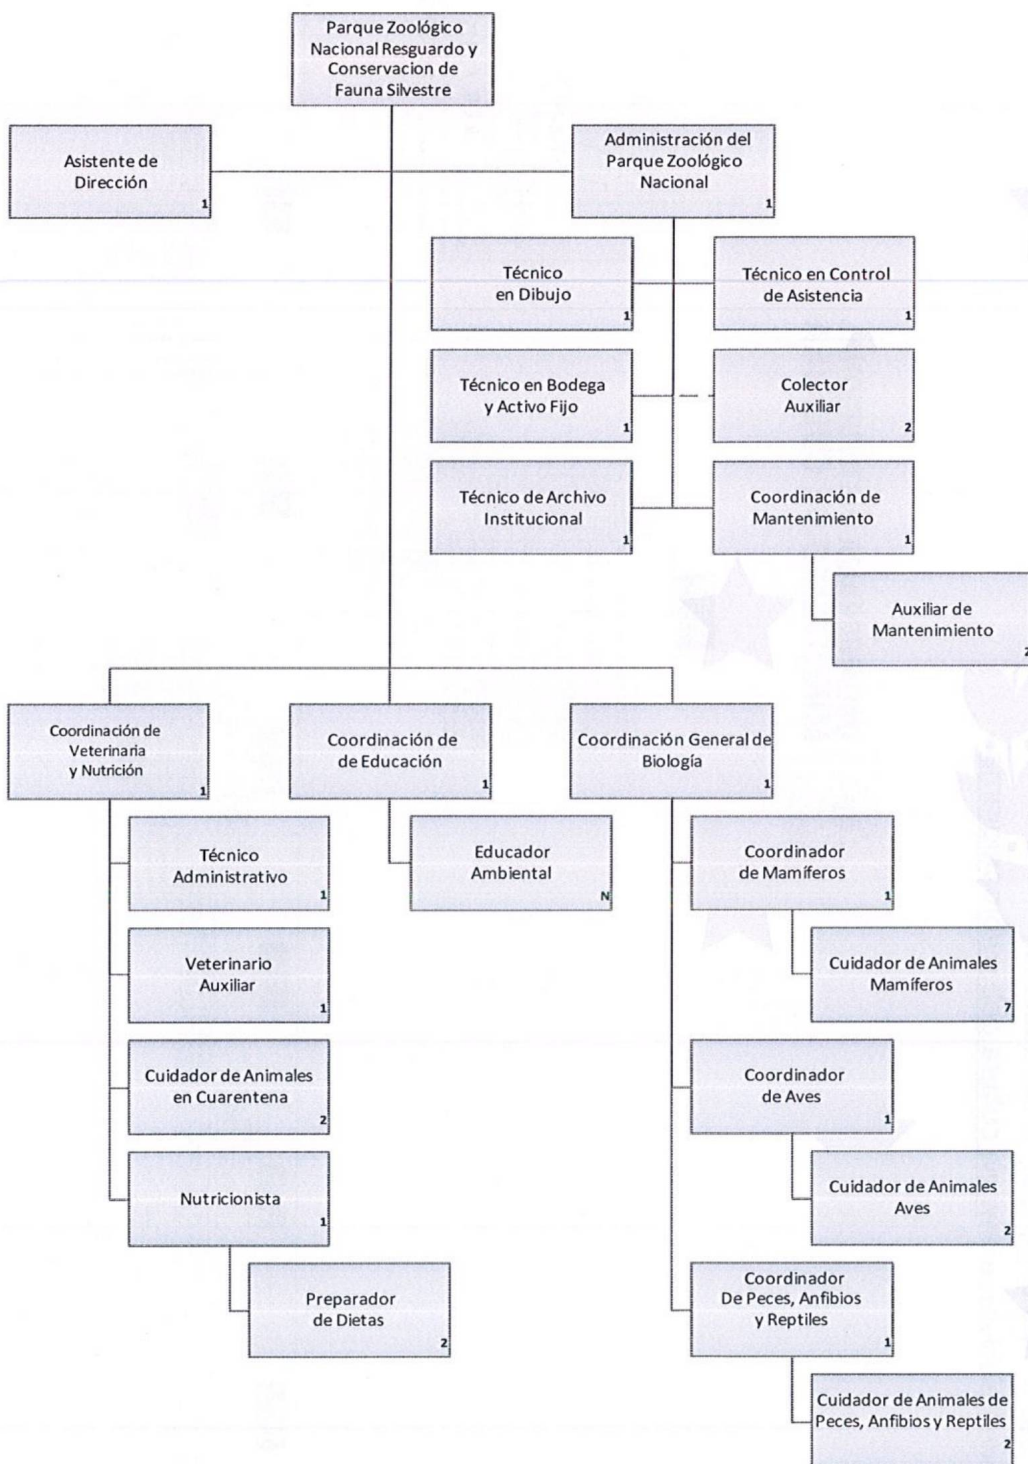 Parque Zoológico
Nacional Resguardo y
Conservacion de
Fauna Silvestre
Asistente de
Dirección
1
Administración del
Parque Zoológico
Nacional
1
Técnico
en Dibujo
1
Técnico en Control
de Asistencia
1
Técnico en Bodega
y Activo Fijo
1
Colector
Auxiliar
2
Técnico de Archivo
Institucional
1
Coordinación de
Mantenimiento
1
Auxiliar de
Mantenimiento
2
Coordinación de
Veterinaria
y Nutrición
1
Coordinación de
de Educación
1
Coordinación General de
Biología
1
Técnico
Administrativo
1
Veterinario
Auxiliar
1
Cuidador de Animales
en Cuarentena
2
Nutricionista
1
Preparador
de Dietas
2
Educador
Ambiental
N
Coordinador
de Mamíferos
1
Cuidador de Animales
Mamíferos
7
Coordinador
de Aves
1
Cuidador de Animales
Aves
2
Coordinador
De Peces, Anfibios
y Reptiles
1
Cuidador de Animales de
Peces, Anfibios y Reptiles
2